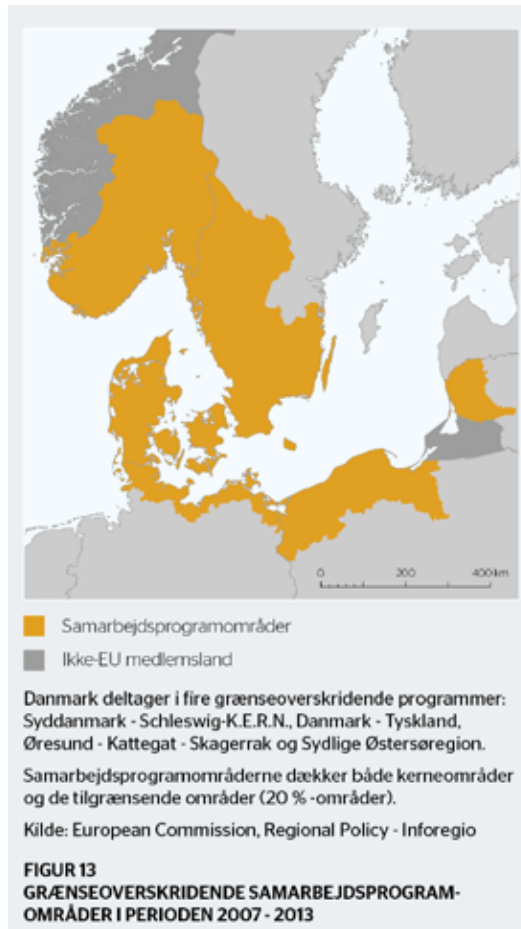 0 200 400 km
Samarbejdsprogramområder
Ikke-EU medlemsland
Danmark deltager i fire grænseoverskridende programmer:
Syddanmark - Schleswig-K.E.R.N., Danmark - Tyskland,
Øresund - Kattegat - Skagerrak og Sydlige Østersøregion.
Samarbejdsprogramområderne dækker både kerneområder
og de tilgrænsende områder (20 % -områder).
Kilde: European Commission, Regional Policy - Inforegio
FIGUR 13
GRÆNSEOVERSKRIDENDE SAMARBEJDSPROGRAM-
OMRÅDER I PERIODEN 2007 - 2013